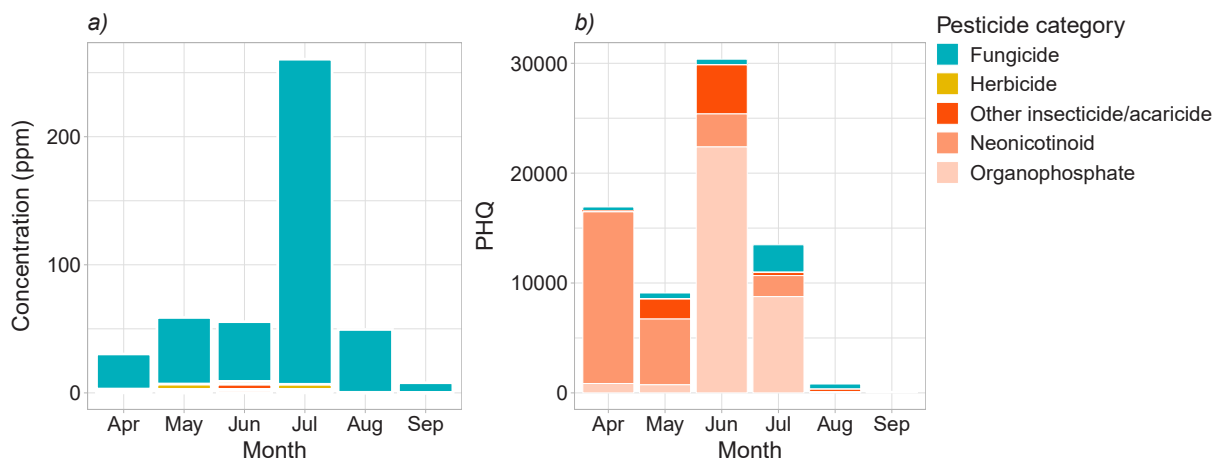 a)
Concentration (ppm)
200
100
0
Apr May Jun Jul Aug Sep
Month
b)
PHQ
30000
20000
10000
0
Apr May Jun Jul Aug Sep
Month
Pesticide category
Fungicide
Herbicide
Other insecticide/acaricide
Neonicotinoid
Organophosphate